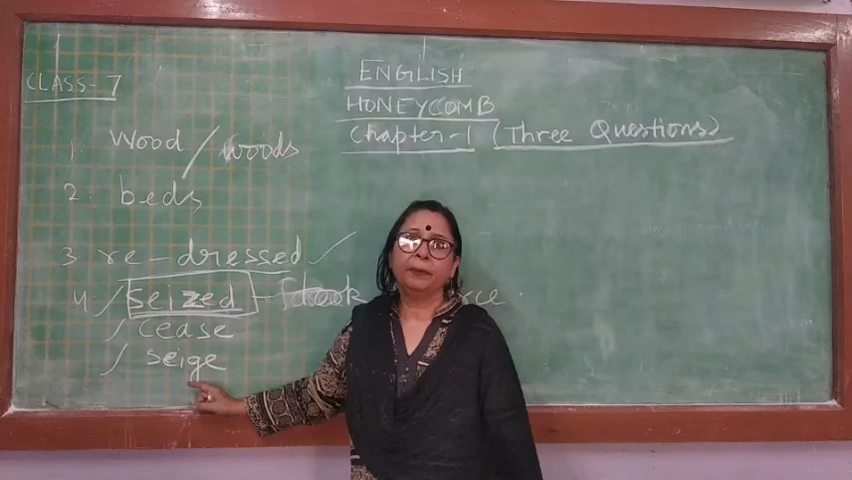 CLASS-7
ENGLISH
HONEYCOMB
Chapter-1 (Three Questions)
1. Wood / Woods
2. beds
3. re-dressed ✓
4. / Seized - took
/ cease
/ seige